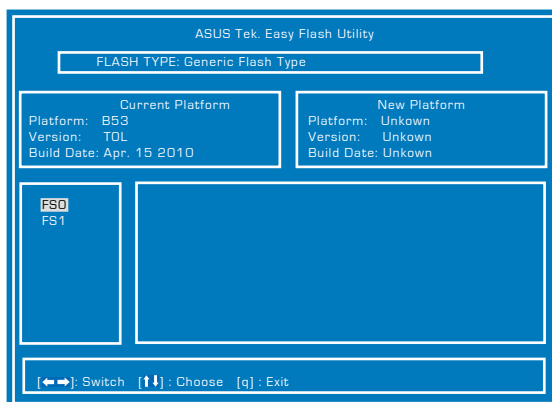 ASUS Tek. Easy Flash Utility
FLASH TYPE: Generic Flash Type
Current Platform
Platform: B53
Version: TOL
Build Date: Apr. 15 2010
New Platform
Platform: Unkown
Version: Unkown
Build Date: Unkown
FS0
FS1
[←→]: Switch [↑↓] : Choose [q] : Exit